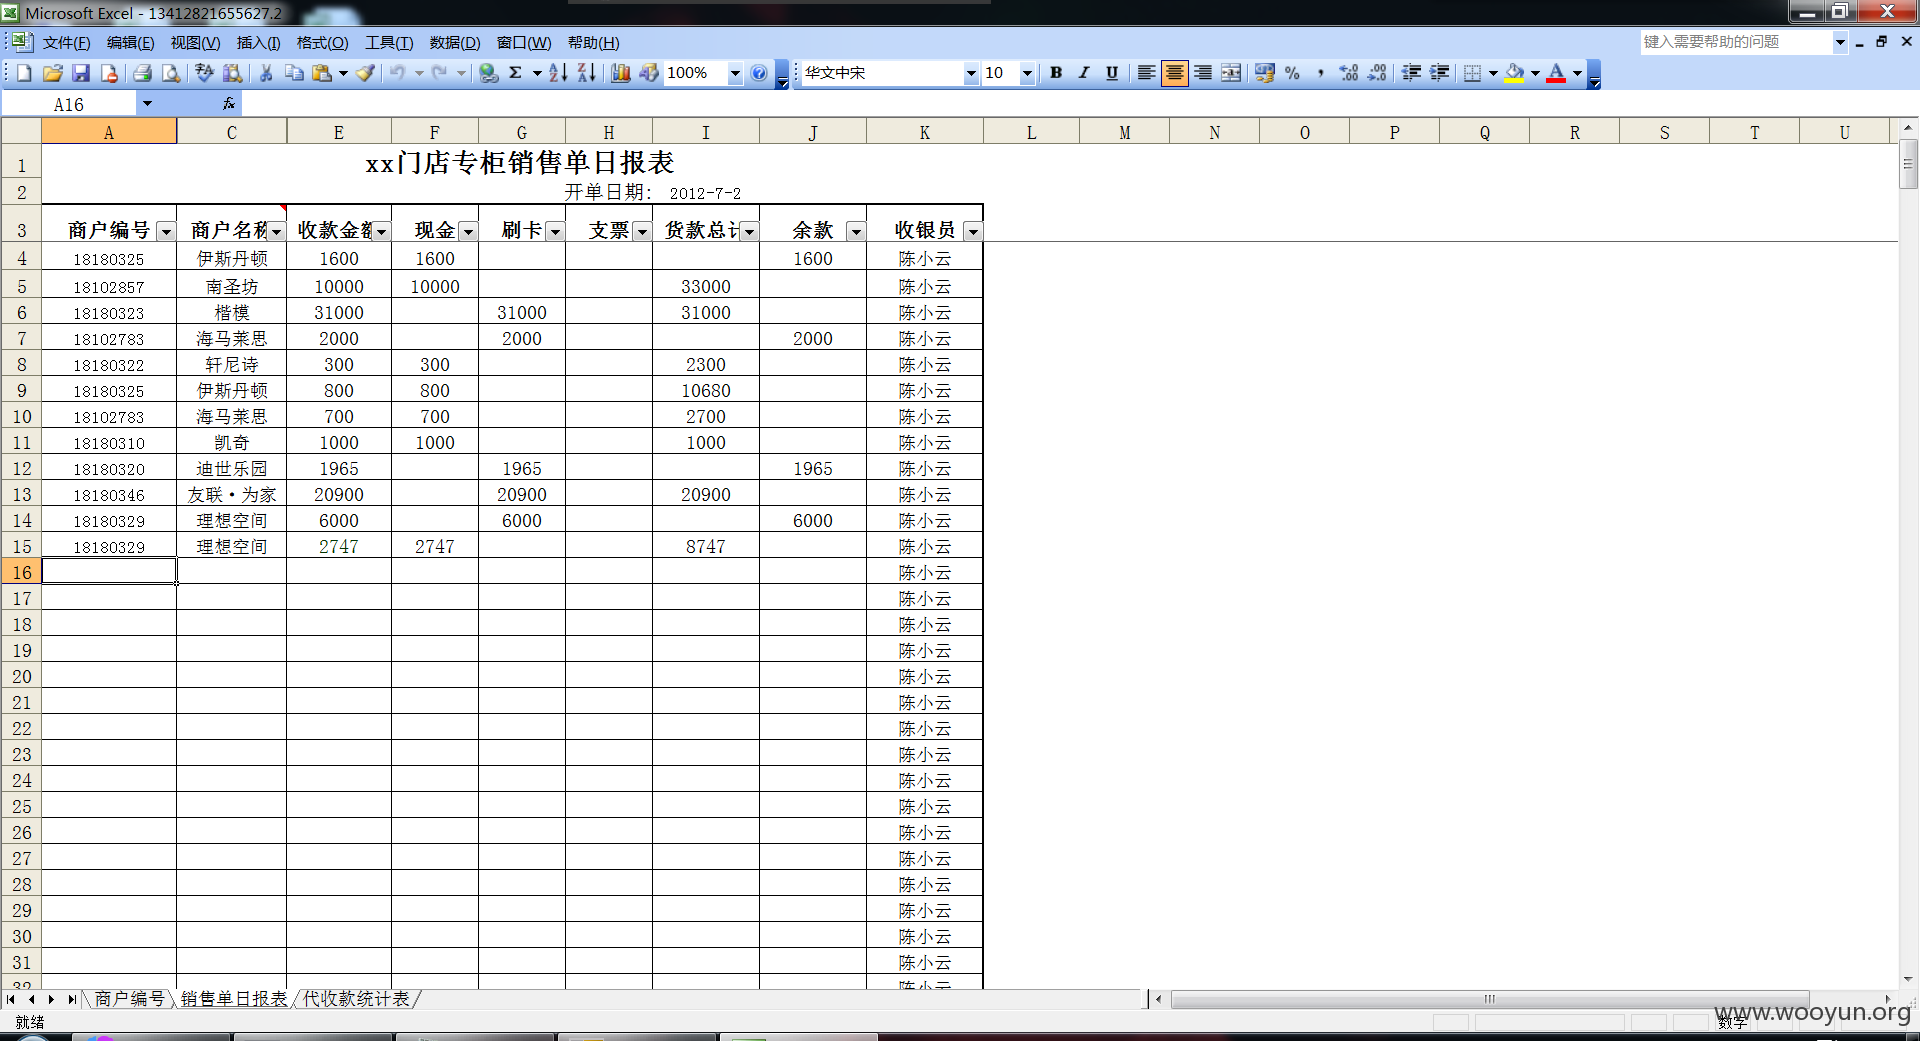 Microsoft Excel - 13412821655627.2
文件(F) 编辑(E) 视图(V) 插入(I) 格式(O) 工具(T) 数据(D) 窗口(W) 帮助(H) 键入需要帮助的问题
100% 华文中宋 10 B I U %
A16 fx
A C E F G H I J K L M N O P Q R S T U
1 xx门店专柜销售单日报表
2 开单日期： 2012-7-2
3 商户编号 商户名称 收款金额 现金 刷卡 支票 货款总计 余款 收银员
4 18180325 伊斯丹顿 1600 1600 1600 陈小云
5 18102857 南圣坊 10000 10000 33000 陈小云
6 18180323 楷模 31000 31000 31000 陈小云
7 18102783 海马莱思 2000 2000 2000 陈小云
8 18180322 轩尼诗 300 300 2300 陈小云
9 18180325 伊斯丹顿 800 800 10680 陈小云
10 18102783 海马莱思 700 700 2700 陈小云
11 18180310 凯奇 1000 1000 1000 陈小云
12 18180320 迪世乐园 1965 1965 1965 陈小云
13 18180346 友联·为家 20900 20900 20900 陈小云
14 18180329 理想空间 6000 6000 6000 陈小云
15 18180329 理想空间 2747 2747 8747 陈小云
16 陈小云
17 陈小云
18 陈小云
19 陈小云
20 陈小云
21 陈小云
22 陈小云
23 陈小云
24 陈小云
25 陈小云
26 陈小云
27 陈小云
28 陈小云
29 陈小云
30 陈小云
31 陈小云
32 陈小云
商户编号 销售单日报表 代收款统计表
就绪 数字
www.wooyun.org